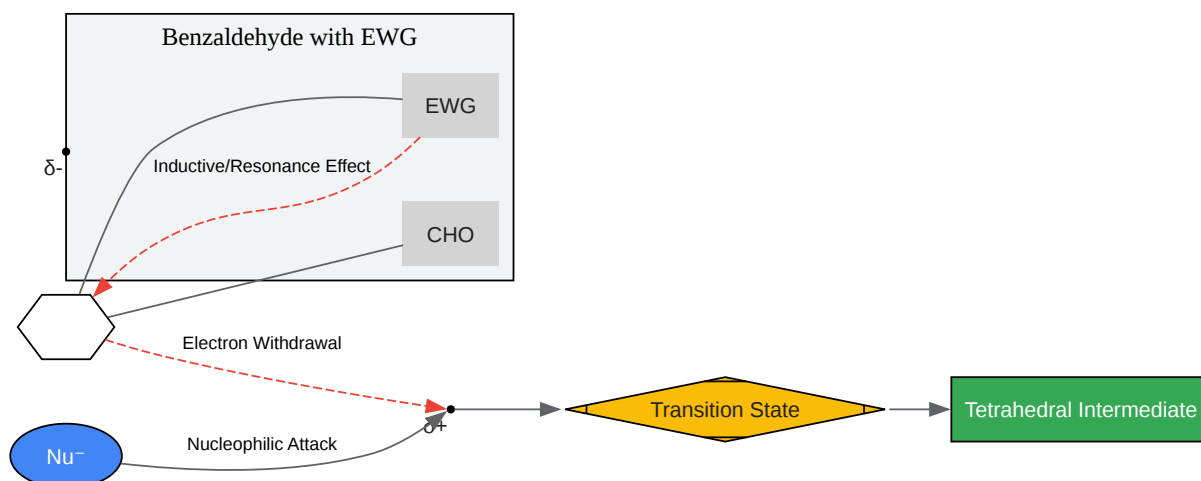 Benzaldehyde with EWG
EWG
δ-
Inductive/Resonance Effect
CHO
Electron Withdrawal
Transition State
Tetrahedral Intermediate
δ+
Nucleophilic Attack
Nu⁻